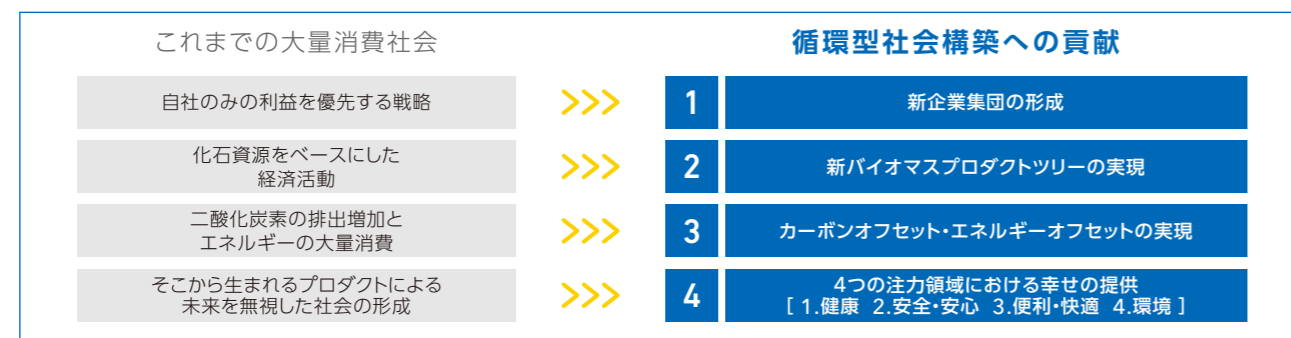 これまでの大量消費社会
循環型社会構築への貢献
自社のみの利益を優先する戦略
>>>
1
新企業集団の形成
化石資源をベースにした
経済活動
>>>
2
新バイオマスプロダクトツリーの実現
二酸化炭素の排出増加と
エネルギーの大量消費
>>>
3
カーボンオフセット・エネルギーオフセットの実現
そこから生まれるプロダクトによる
未来を無視した社会の形成
>>>
4
4つの注力領域における幸せの提供
[ 1.健康 2.安全・安心 3.便利・快適 4.環境 ]